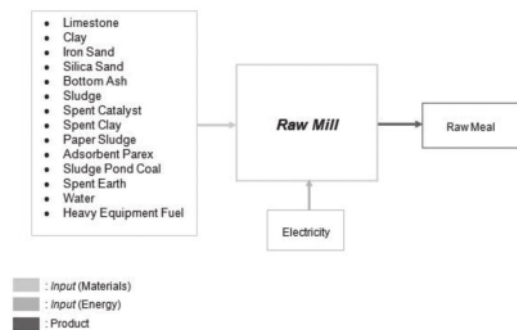 • Limestone
• Clay
• Iron Sand
• Silica Sand
• Bottom Ash
• Sludge
• Spent Catalyst
• Spent Clay
• Paper Sludge
• Adsorbent Parex
• Sludge Pond Coal
• Spent Earth
• Water
• Heavy Equipment Fuel
Raw Mill
Raw Meal
Electricity
: Input (Materials)
: Input (Energy)
: Product